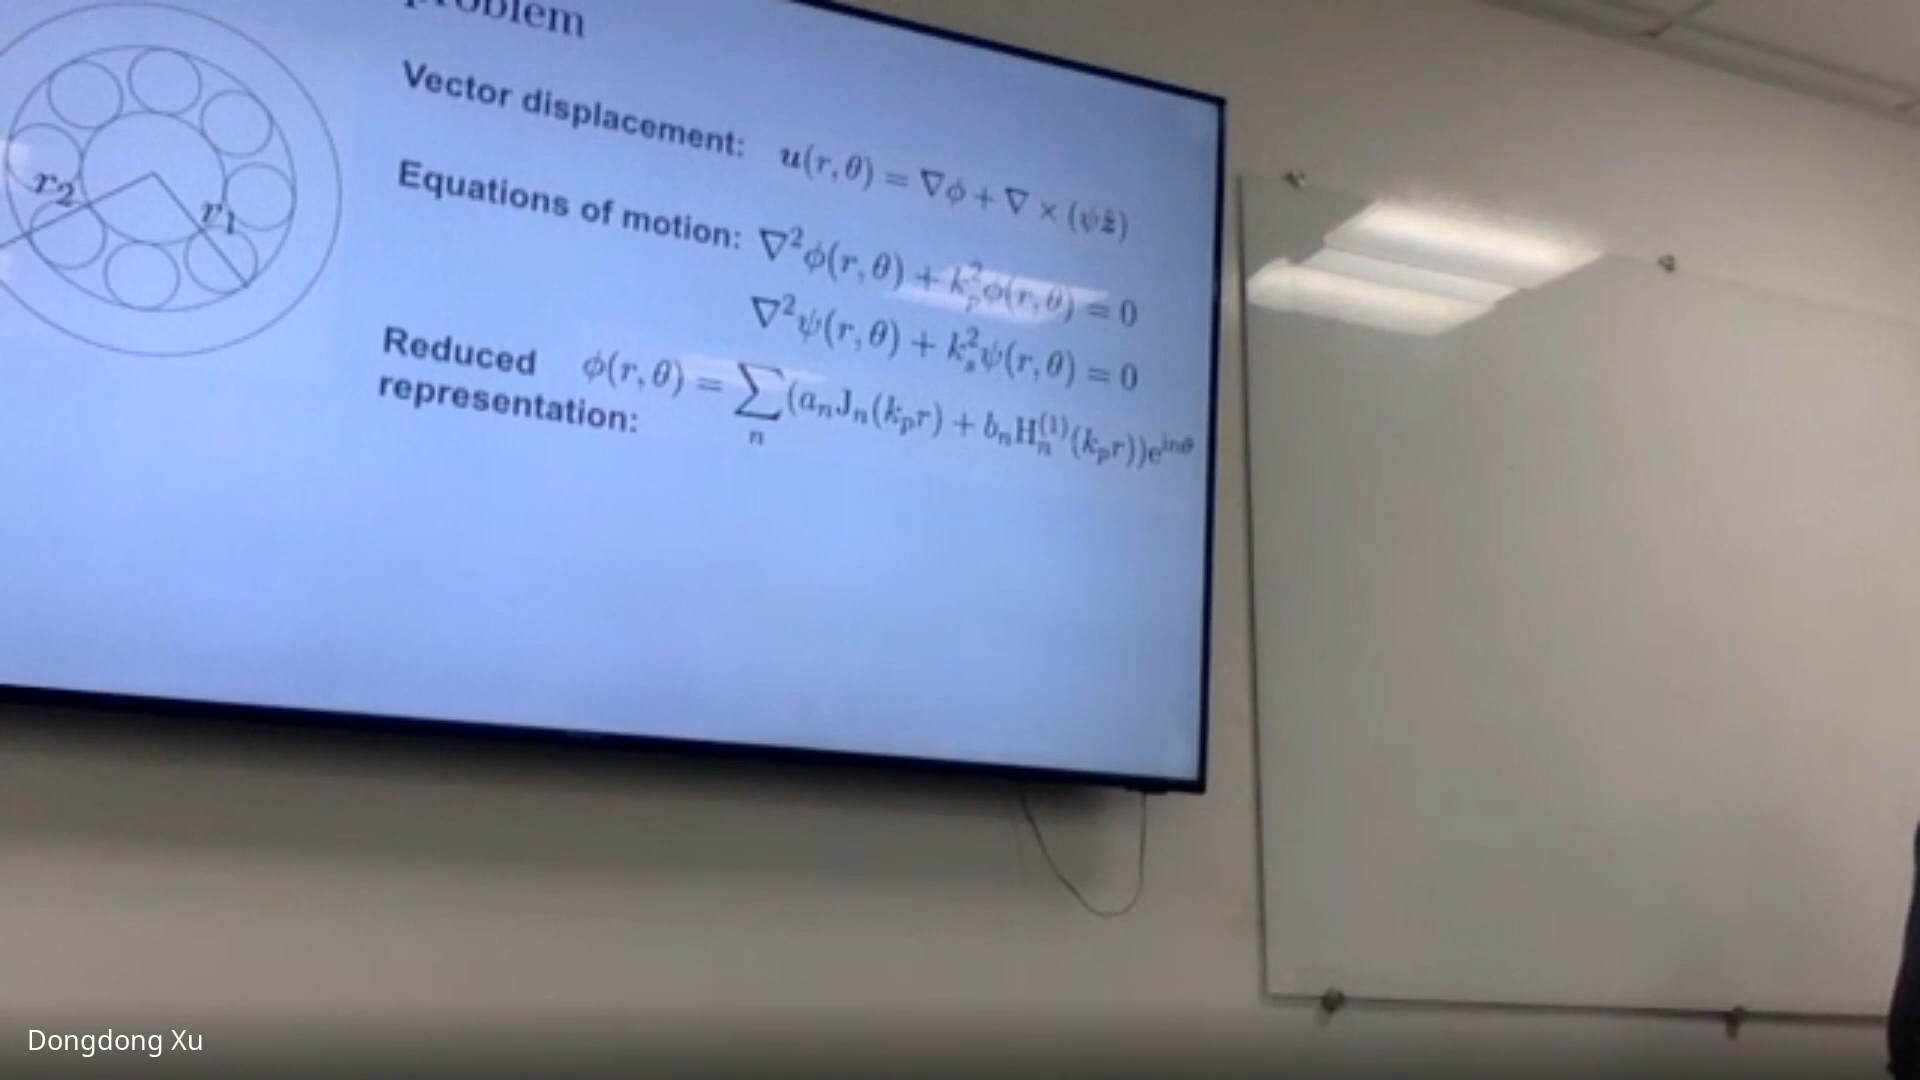 problem
Vector displacement: u(r, θ) = ∇ϕ + ∇ × (ψẑ)
Equations of motion: ∇²ϕ(r, θ) + k_p²ϕ(r, θ) = 0
∇²ψ(r, θ) + k_s²ψ(r, θ) = 0
Reduced representation: ϕ(r, θ) = ∑_n (a_n J_n(k_p r) + b_n H_n^(1)(k_p r))e^{inθ}
r₂
r₁
Dongdong Xu